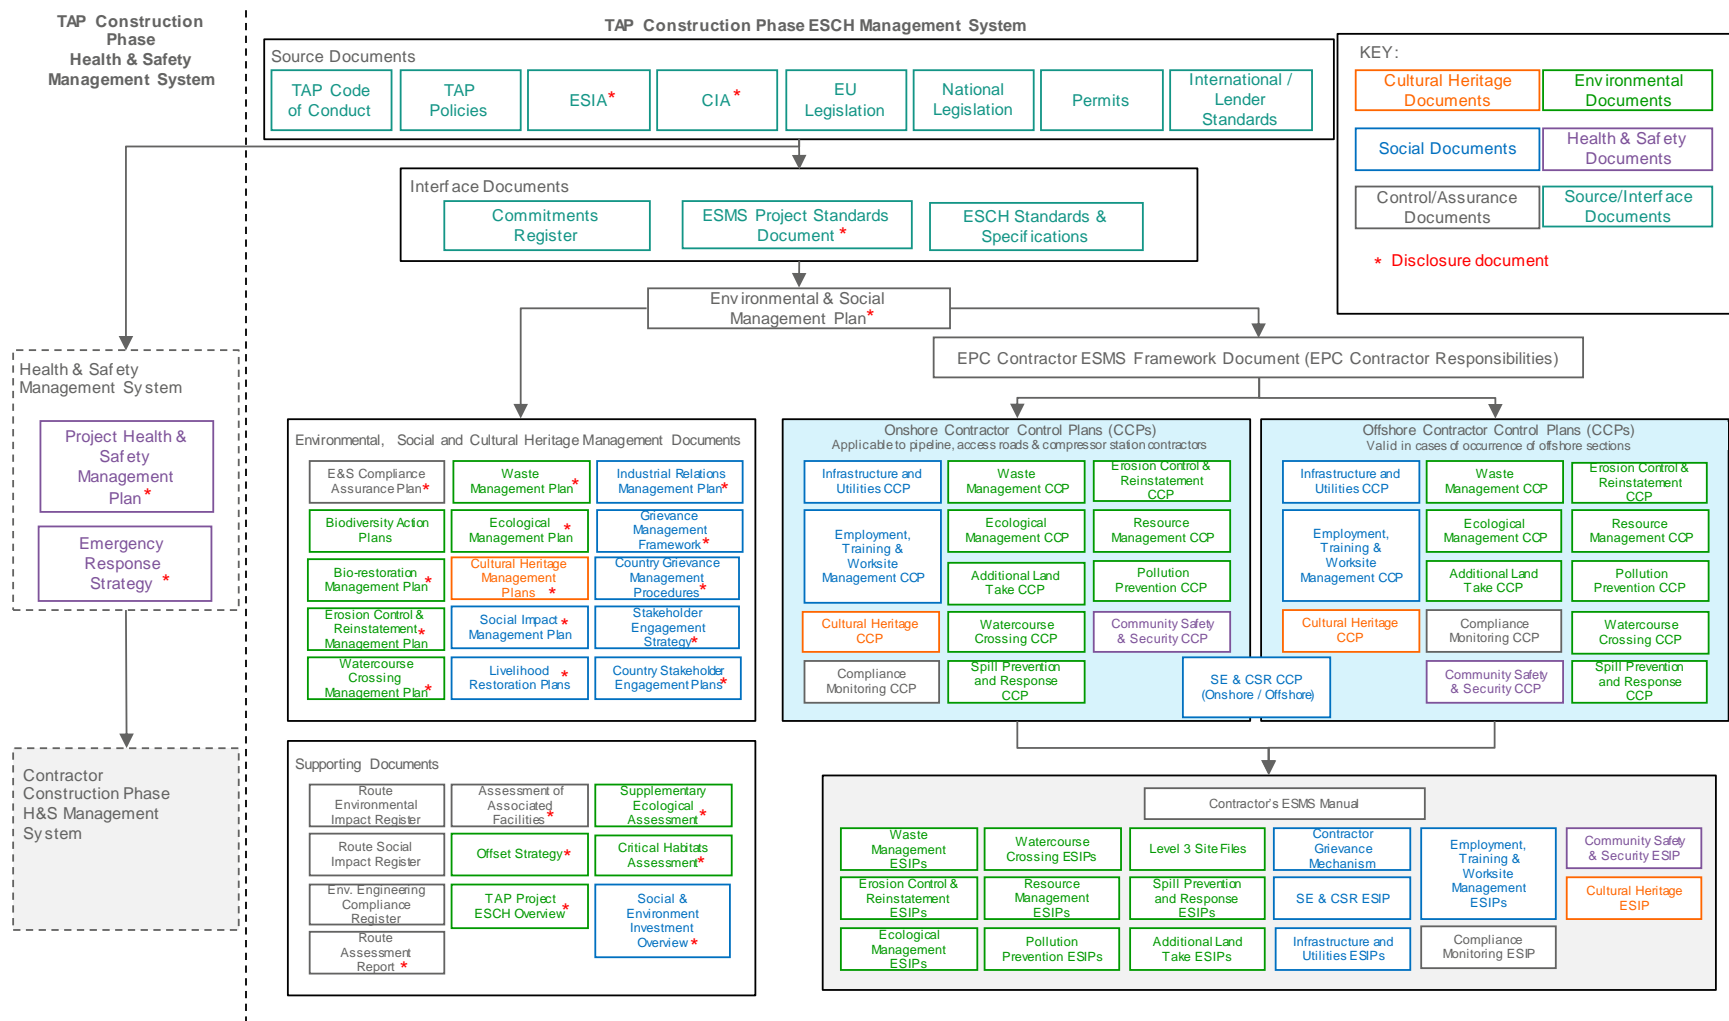 TAP Construction
Phase
Health & Safety
Management System
TAP Construction Phase ESCH Management System
Source Documents
TAP Code
of Conduct
TAP
Policies
ESIA*
CIA*
EU
Legislation
National
Legislation
Permits
International /
Lender
Standards
KEY:
Cultural Heritage
Documents
Environmental
Documents
Social Documents
Health & Safety
Documents
Control/Assurance
Documents
Source/Interface
Documents
* Disclosure document
Interface Documents
Commitments
Register
ESMS Project Standards
Document *
ESCH Standards &
Specifications
Environmental & Social
Management Plan*
EPC Contractor ESMS Framework Document (EPC Contractor Responsibilities)
Health & Safety
Management System
Project Health &
Safety
Management
Plan*
Emergency
Response
Strategy *
Contractor
Construction Phase
H&S Management
System
Environmental, Social and Cultural Heritage Management Documents
E&S Compliance
Assurance Plan*
Waste
Management Plan*
Industrial Relations
Management Plan*
Biodiversity Action
Plans
Ecological
Management Plan *
Grievance
Management
Framework*
Bio-restoration
Management Plan*
Cultural Heritage
Management
Plans *
Country Grievance
Management
Procedures*
Erosion Control &
Reinstatement*
Management Plan
Social Impact *
Management Plan
Stakeholder
Engagement
Strategy*
Watercourse
Crossing
Management Plan*
Livelihood *
Restoration Plans
Country Stakeholder
Engagement Plans*
Onshore Contractor Control Plans (CCPs)
Applicable to pipeline, access roads & compressor station contractors
Infrastructure and
Utilities CCP
Waste
Management CCP
Erosion Control &
Reinstatement
CCP
Employment,
Training &
Worksite
Management CCP
Ecological
Management CCP
Resource
Management CCP
Additional Land
Take CCP
Pollution
Prevention CCP
Cultural Heritage
CCP
Watercourse
Crossing CCP
Community Safety
& Security CCP
Compliance
Monitoring CCP
Spill Prevention
and Response
CCP
SE & CSR CCP
(Onshore / Offshore)
Offshore Contractor Control Plans (CCPs)
Valid in cases of occurrence of offshore sections
Infrastructure and
Utilities CCP
Waste
Management CCP
Erosion Control &
Reinstatement
CCP
Employment,
Training &
Worksite
Management CCP
Ecological
Management CCP
Resource
Management CCP
Additional Land
Take CCP
Pollution
Prevention CCP
Cultural Heritage
CCP
Compliance
Monitoring CCP
Watercourse
Crossing CCP
Community Safety
& Security CCP
Spill Prevention
and Response
CCP
Supporting Documents
Route
Environmental
Impact Register
Assessment of
Associated
Facilities*
Supplementary
Ecological
Assessment*
Route Social
Impact Register
Offset Strategy*
Critical Habitats
Assessment*
Env. Engineering
Compliance
Register
TAP Project
ESCH Overview*
Social &
Environment
Investment
Overview *
Route
Assessment
Report *
Contractor's ESMS Manual
Waste
Management
ESIPs
Watercourse
Crossing ESIPs
Level 3 Site Files
Contractor
Grievance
Mechanism
Employment,
Training &
Worksite
Management
ESIPs
Community Safety
& Security ESIP
Erosion Control &
Reinstatement
ESIPs
Resource
Management
ESIPs
Spill Prevention
and Response
ESIPs
SE & CSR ESIP
Cultural Heritage
ESIP
Ecological
Management
ESIPs
Pollution
Prevention ESIPs
Additional Land
Take ESIPs
Infrastructure and
Utilities ESIPs
Compliance
Monitoring ESIP